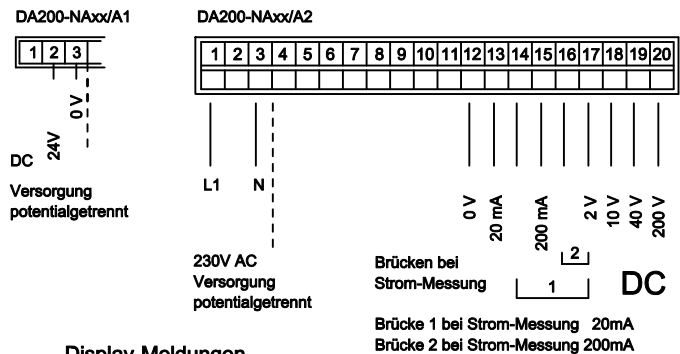 DA200-NAxx/A1
DA200-NAxx/A2
1 2 3
1 2 3 4 5 6 7 8 9 10 11 12 13 14 15 16 17 18 19 20
24V
0 V
DC
Versorgung
potentialgetrennt
L1 N
230V AC
Versorgung
potentialgetrennt
0 V
20 mA
200 mA
2 V
10 V
40 V
200 V
Brücken bei
Strom-Messung
2
1
DC
Brücke 1 bei Strom-Messung 20mA
Brücke 2 bei Strom-Messung 200mA
Display-Meldungen